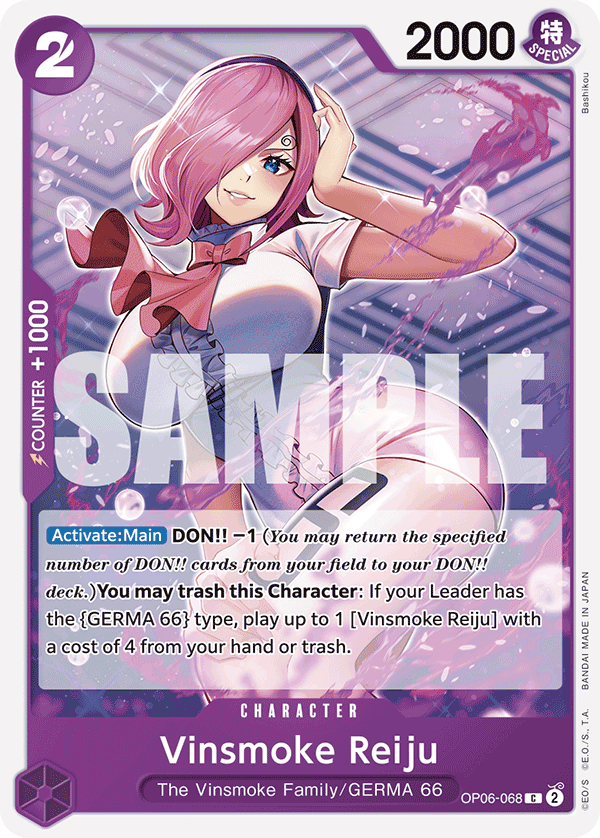 2
2000
特
SPECIAL
Bashikou
COUNTER +1000
SAMPLE
Activate:Main DON!! −1 (You may return the specified
number of DON!! cards from your field to your DON!!
deck.)You may trash this Character: If your Leader has
the {GERMA 66} type, play up to 1 [Vinsmoke Reiju] with
a cost of 4 from your hand or trash.
CHARACTER
Vinsmoke Reiju
The Vinsmoke Family/GERMA 66
OP06-068 C 2
©EO/S ©E.O./S., T.A. BANDAI MADE IN JAPAN